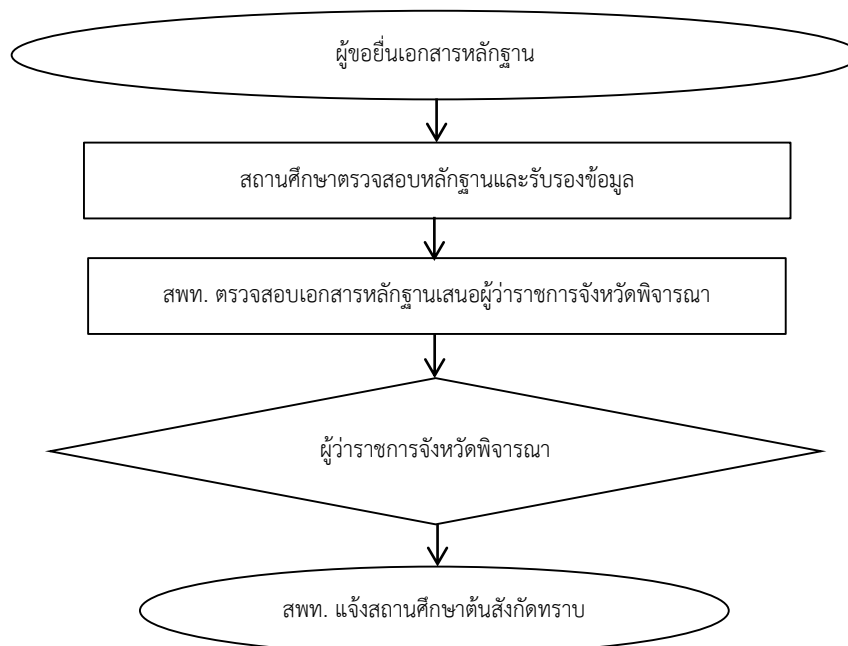 ผู้ขอยื่นเอกสารหลักฐาน
สถานศึกษาตรวจสอบหลักฐานและรับรองข้อมูล
สพท. ตรวจสอบเอกสารหลักฐานเสนอผู้ว่าราชการจังหวัดพิจารณา
ผู้ว่าราชการจังหวัดพิจารณา
สพท. แจ้งสถานศึกษาต้นสังกัดทราบ